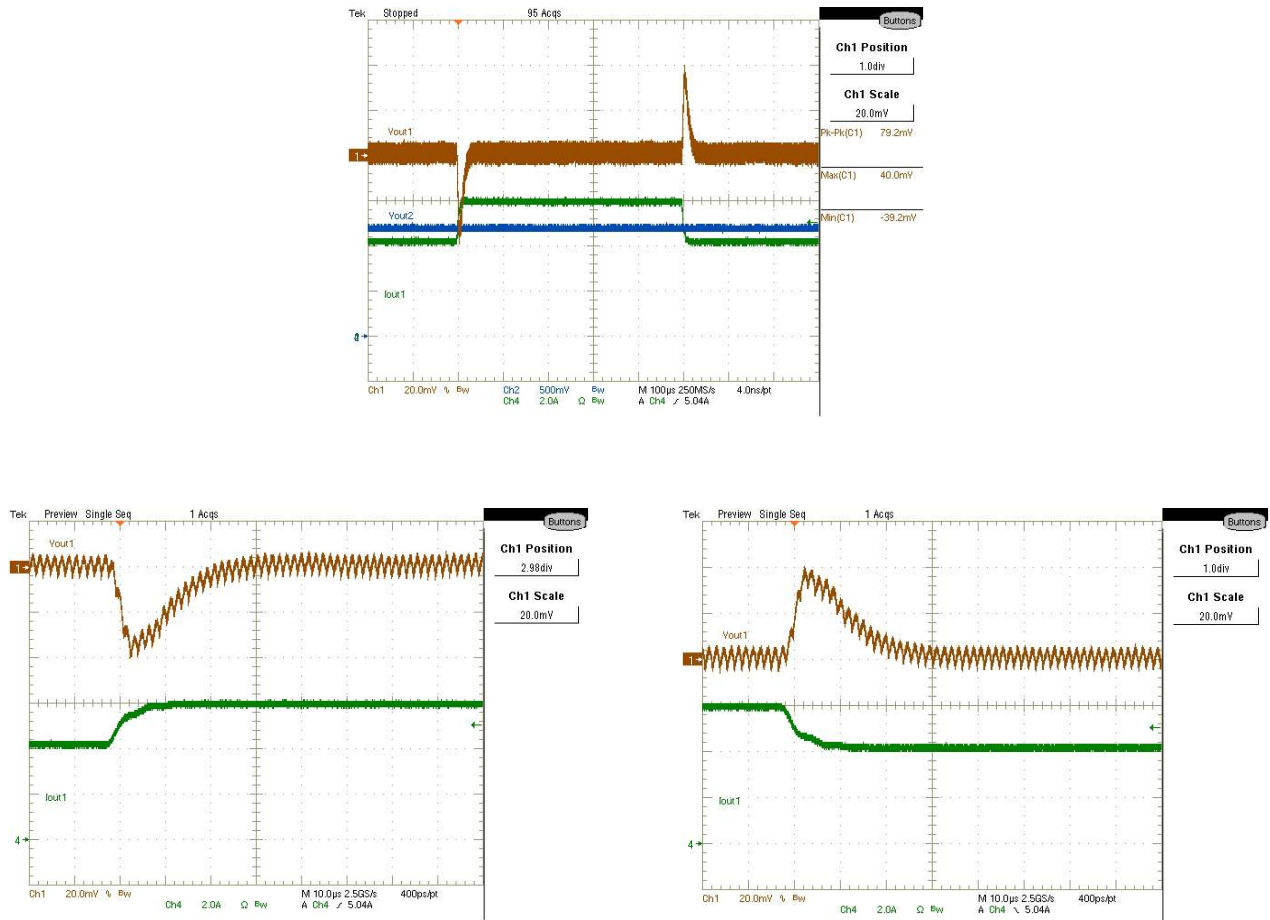 Tek Stopped 95 Acqs
Buttons
Ch1 Position
1.0div
Ch1 Scale
20.0mV
Pk-Pk(C1) 79.2mV
Max(C1) 40.0mV
Min(C1) -39.2mV
Vout1
1
Vout2
Iout1
Ch1 20.0mV Bw Ch2 500mV Bw M 100µs 250MS/s 4.0ns/pt
Ch4 2.0A Ω Bw A Ch4 5.04A
Tek Preview Single Seq 1 Acqs
Buttons
Vout1
1
Ch1 Position
2.98div
Ch1 Scale
20.0mV
Iout1
4
Ch1 20.0mV Bw M 10.0µs 2.5GS/s 400ps/pt
Ch4 2.0A Ω Bw A Ch4 5.04A
Tek Preview Single Seq 1 Acqs
Buttons
Ch1 Position
1.0div
Ch1 Scale
20.0mV
Vout1
1
Iout1
4
Ch1 20.0mV Bw M 10.0µs 2.5GS/s 400ps/pt
Ch4 2.0A Ω Bw A Ch4 5.04A